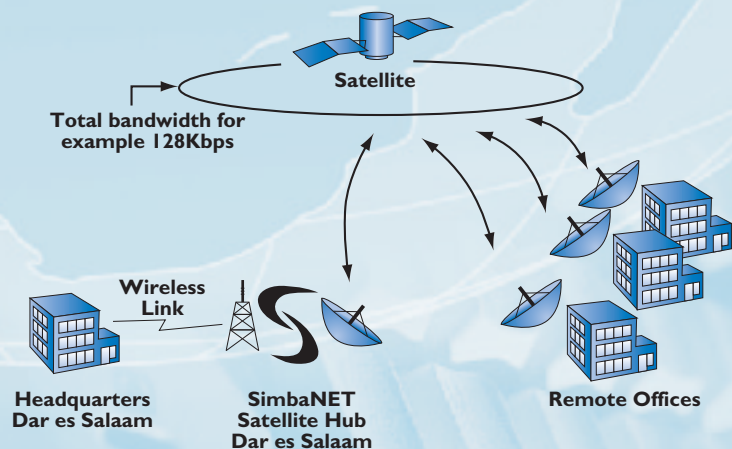 Satellite
Total bandwidth for
example 128Kbps
Wireless
Link
Headquarters
Dar es Salaam
SimbaNET
Satellite Hub
Dar es Salaam
Remote Offices